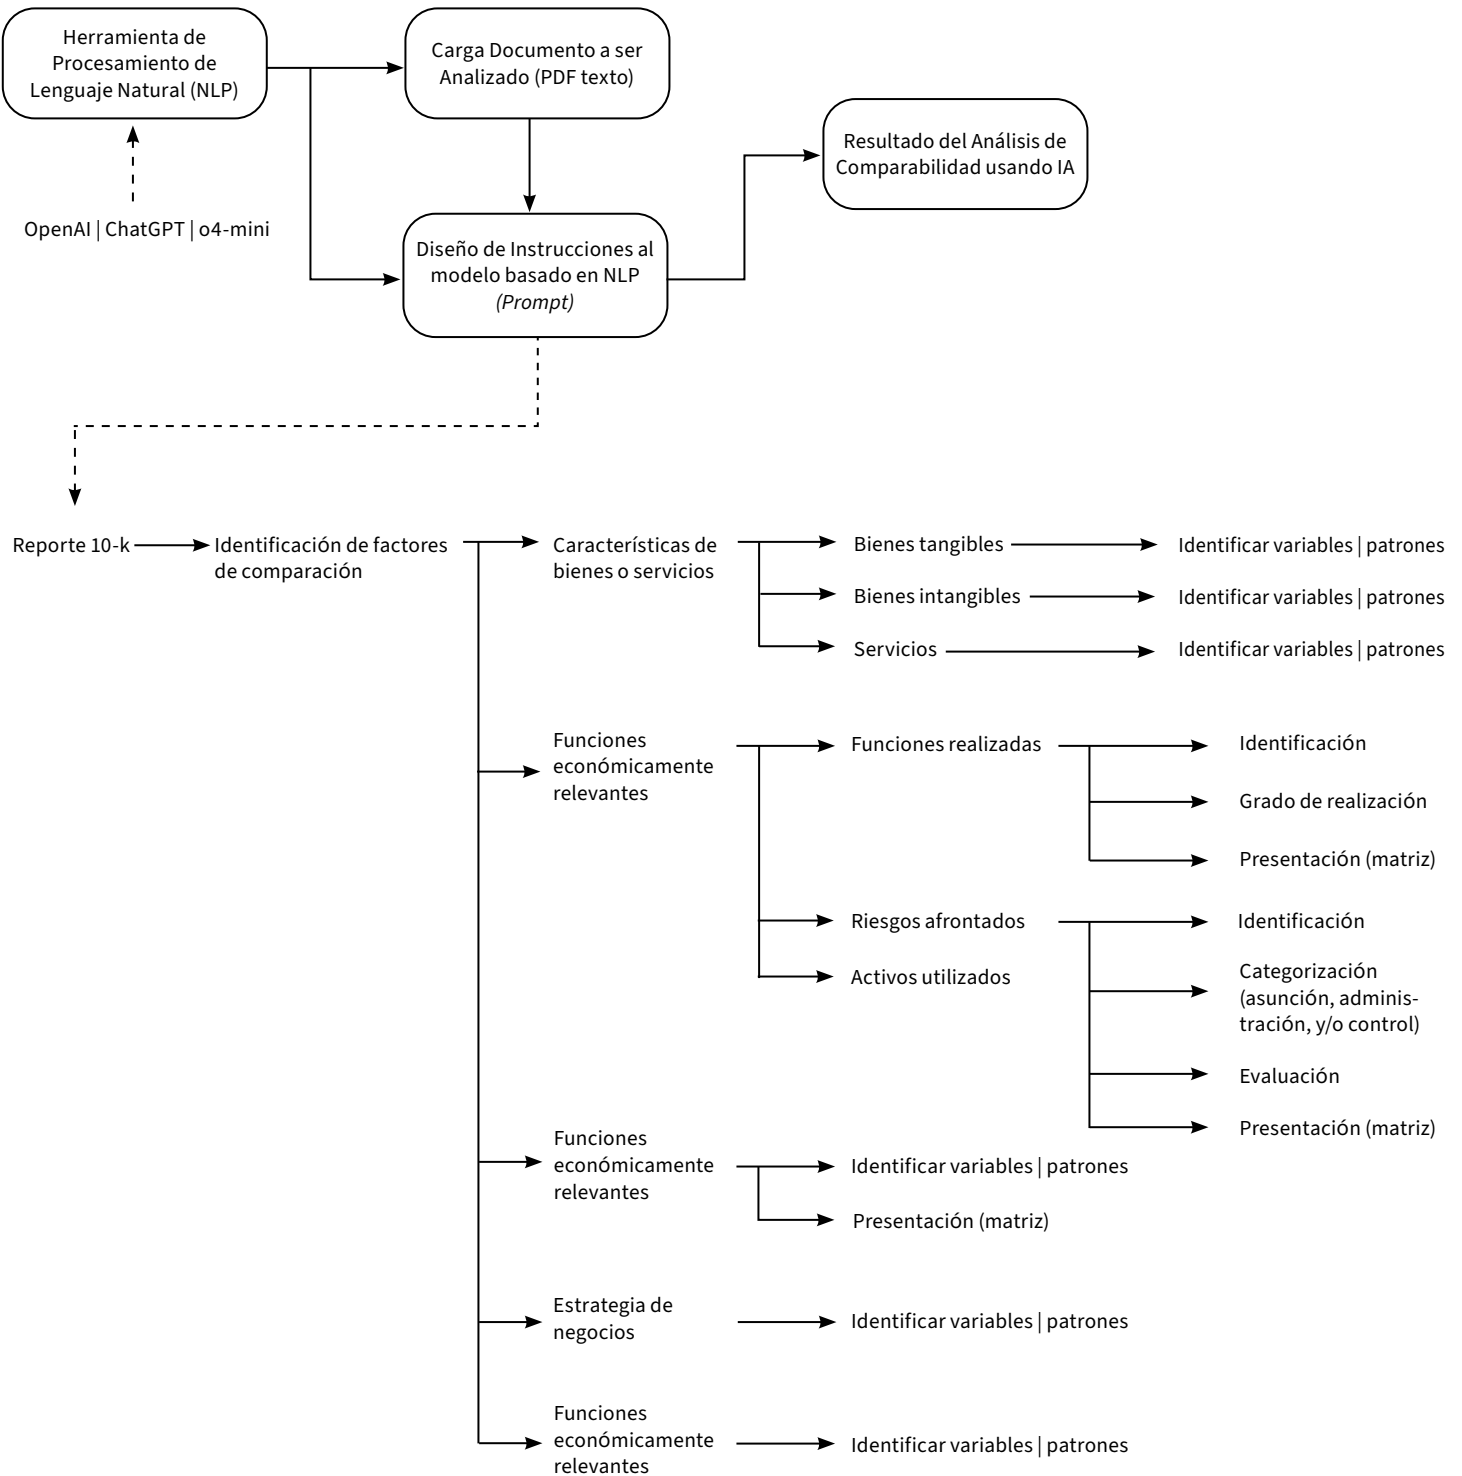 Herramienta de
Procesamiento de
Lenguaje Natural (NLP)
Carga Documento a ser
Analizado (PDF texto)
Resultado del Análisis de
Comparabilidad usando IA
OpenAI | ChatGPT | o4-mini
Diseño de Instrucciones al
modelo basado en NLP
(Prompt)
Reporte 10-k
Identificación de factores
de comparación
Características de
bienes o servicios
Bienes tangibles
Identificar variables | patrones
Bienes intangibles
Identificar variables | patrones
Servicios
Identificar variables | patrones
Funciones
económicamente
relevantes
Funciones realizadas
Identificación
Grado de realización
Presentación (matriz)
Riesgos afrontados
Identificación
Categorización
(asunción, adminis-
tración, y/o control)
Evaluación
Presentación (matriz)
Activos utilizados
Funciones
económicamente
relevantes
Identificar variables | patrones
Presentación (matriz)
Estrategia de
negocios
Identificar variables | patrones
Funciones
económicamente
relevantes
Identificar variables | patrones